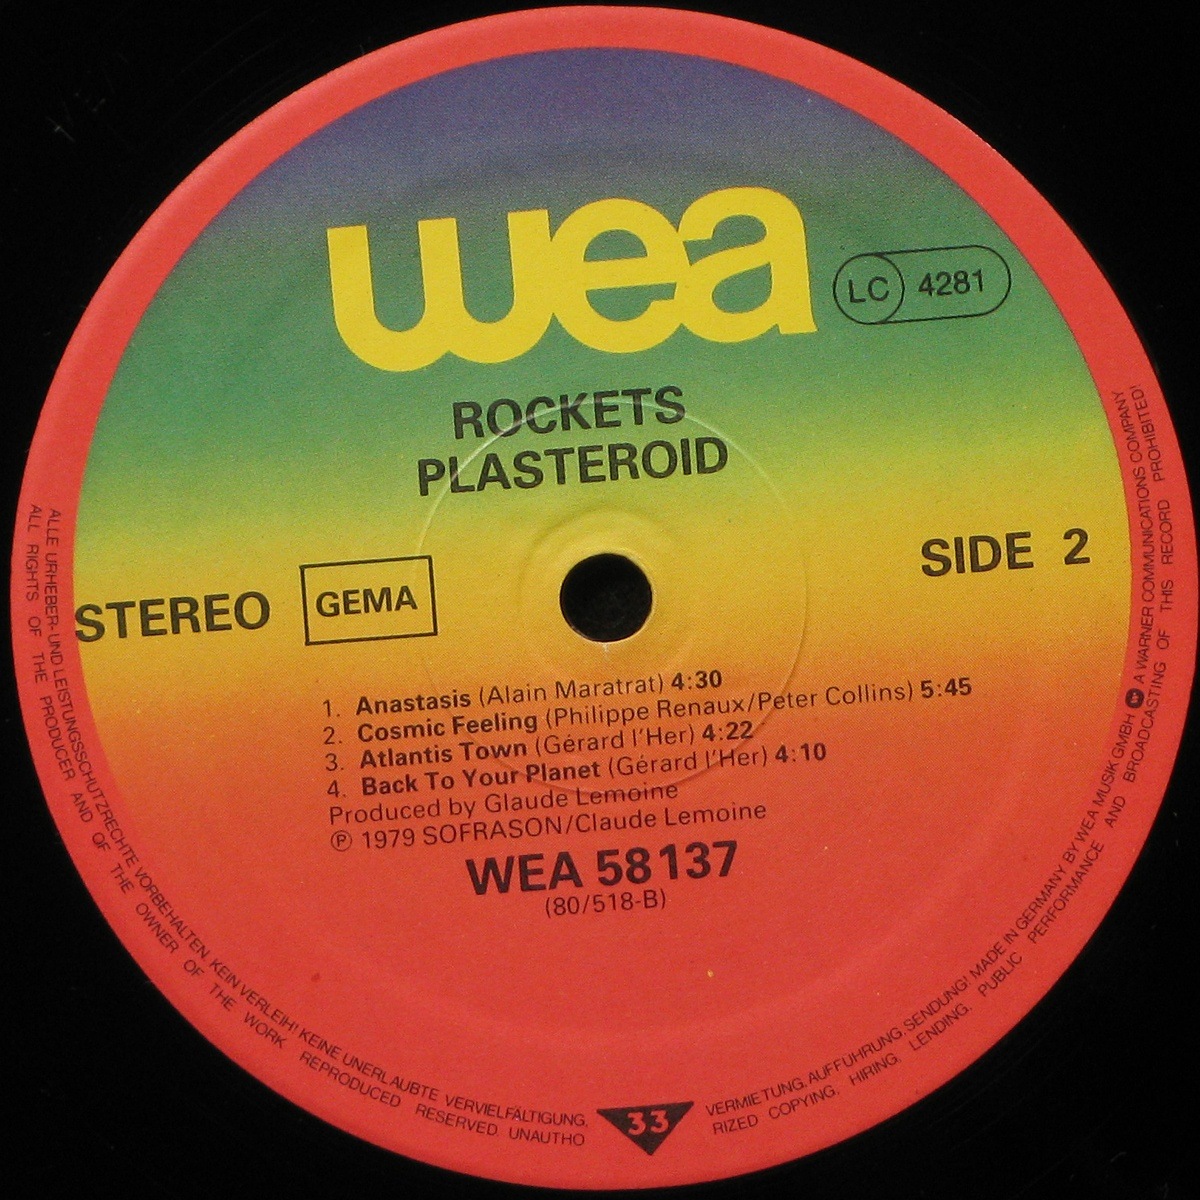 wea
LC 4281
ROCKETS
PLASTEROID
STEREO GEMA SIDE 2
1. Anastasis (Alain Maratrat) 4:30
2. Cosmic Feeling (Philippe Renaux/Peter Collins) 5:45
3. Atlantis Town (Gérard l'Her) 4:22
4. Back To Your Planet (Gérard l'Her) 4:10
Produced by Glaude Lemoine
℗ 1979 SOFRASON/Claude Lemoine
WEA 58 137
(80/518-B)
ALLE URHEBER- UND LEISTUNGSSCHUTZRECHTE VORBEHALTEN. KEIN VERLEIH! KEINE UNERLAUBTE VERVIELFÄLTIGUNG, VERMIETUNG, AUFFÜHRUNG, SENDUNG! MADE IN GERMANY BY WEA MUSIK GMBH A WARNER COMMUNICATIONS COMPANY
ALL RIGHTS OF THE PRODUCER AND OF THE OWNER OF THE WORK REPRODUCED RESERVED. UNAUTHORIZED COPYING, HIRING, LENDING, PUBLIC PERFORMANCE AND BROADCASTING OF THIS RECORD PROHIBITED!
33